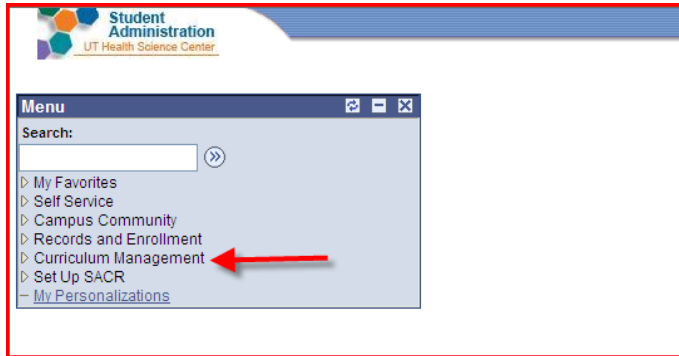 Student
Administration
UT Health Science Center
Menu
Search:
My Favorites
Self Service
Campus Community
Records and Enrollment
Curriculum Management
Set Up SACR
My Personalizations